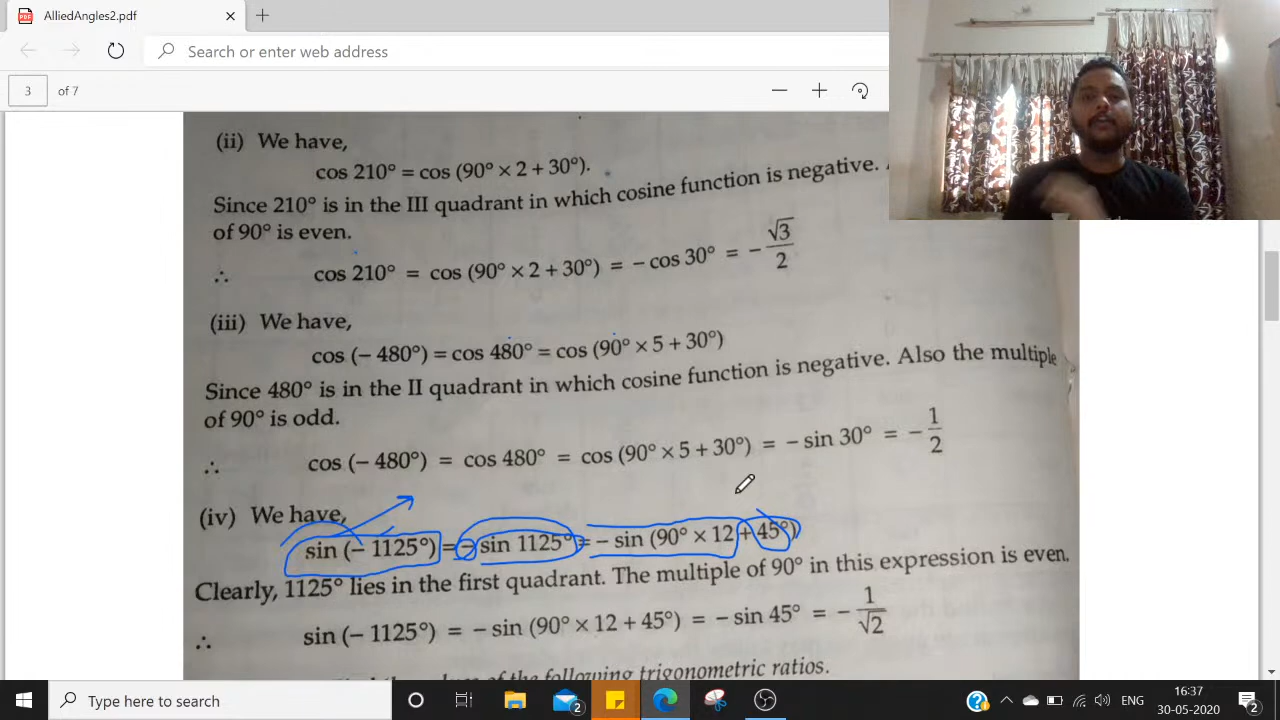 AlliedAngles2.pdf
Search or enter web address
3 of 7
(ii) We have,
cos 210° = cos (90° × 2 + 30°).
Since 210° is in the III quadrant in which cosine function is negative.
of 90° is even.
∴ cos 210° = cos (90° × 2 + 30°) = − cos 30° = − √3/2
(iii) We have,
cos (− 480°) = cos 480° = cos (90° × 5 + 30°)
Since 480° is in the II quadrant in which cosine function is negative. Also the multiple
of 90° is odd.
∴ cos (− 480°) = cos 480° = cos (90° × 5 + 30°) = − sin 30° = − 1/2
(iv) We have,
sin (− 1125°) = − sin 1125° = − sin (90° × 12 + 45°)
Clearly, 1125° lies in the first quadrant. The multiple of 90° in this expression is even.
∴ sin (− 1125°) = − sin (90° × 12 + 45°) = − sin 45° = − 1/√2
of the following trigonometric ratios.
Type here to search
2
ENG
16:37
30-05-2020
2